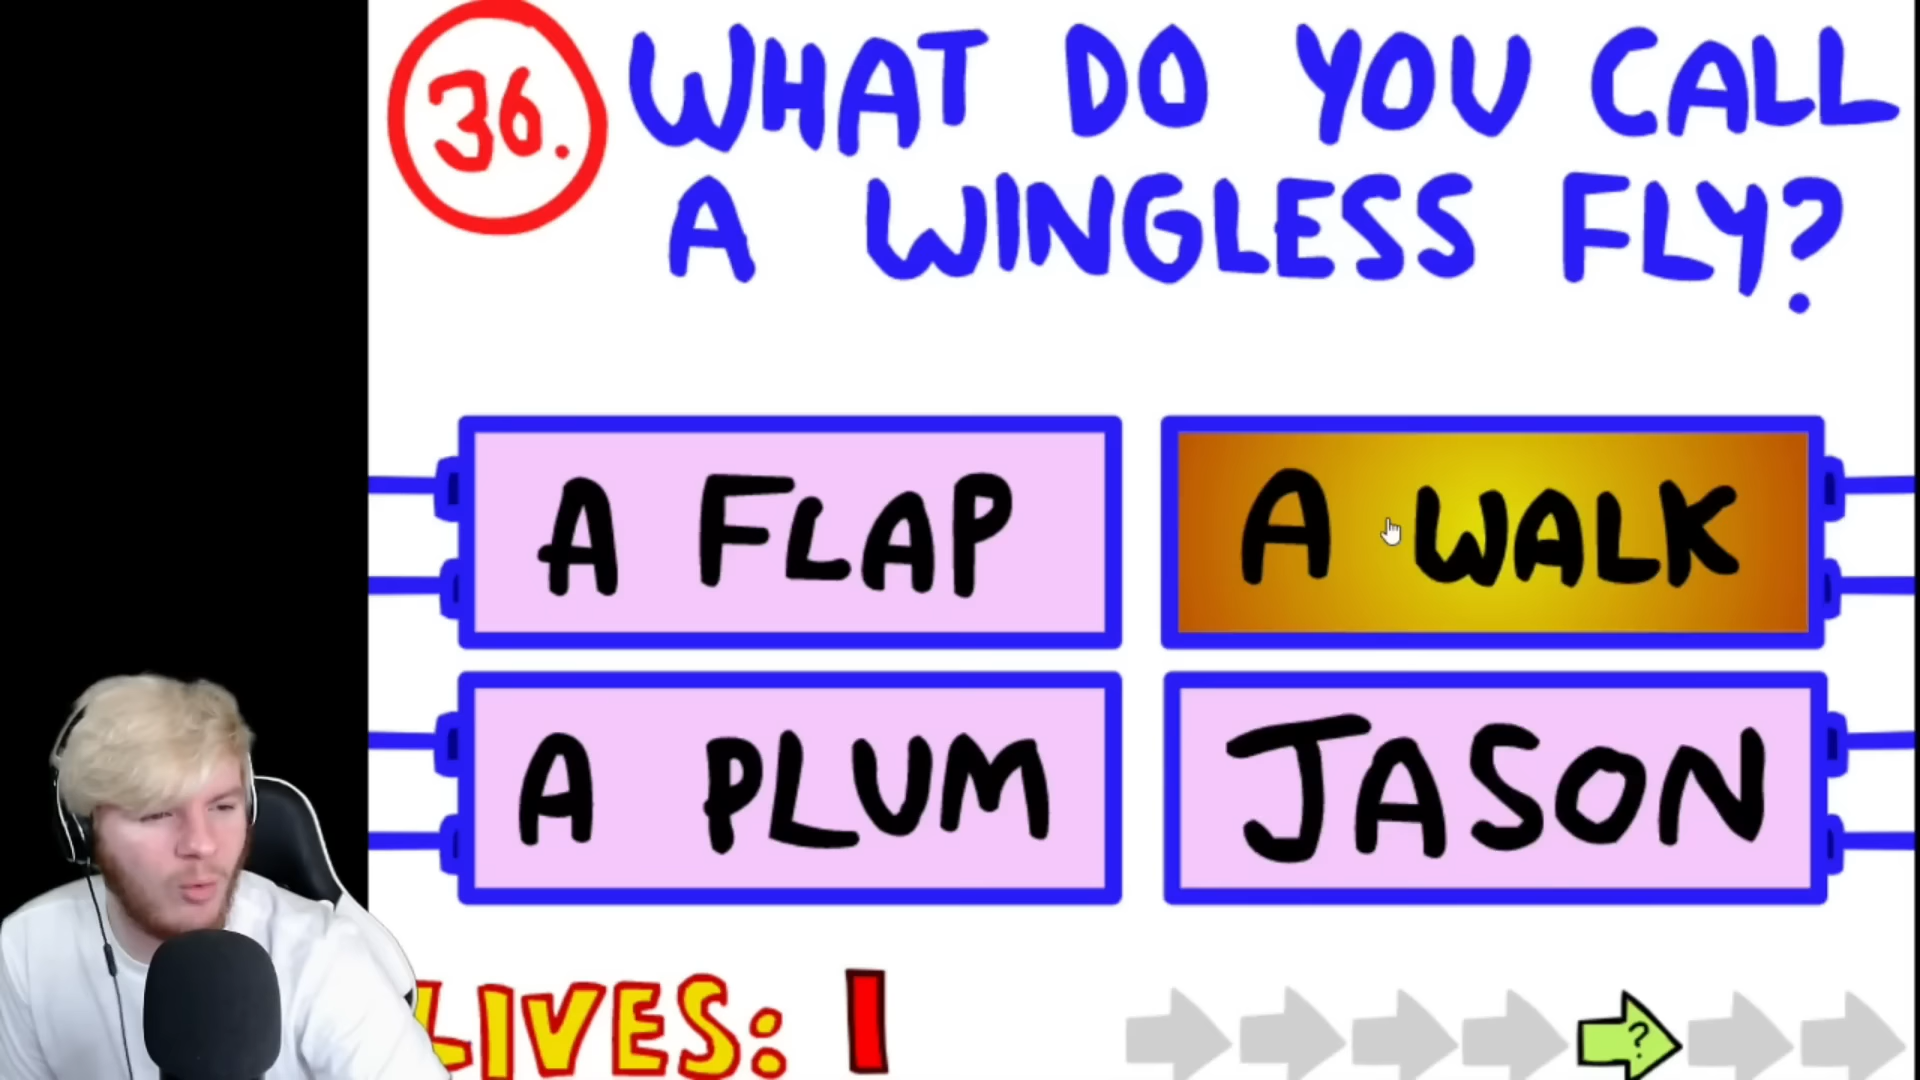 36.
WHAT DO YOU CALL
A WINGLESS FLY?
A FLAP
A WALK
A PLUM
JASON
LIVES: 1
?